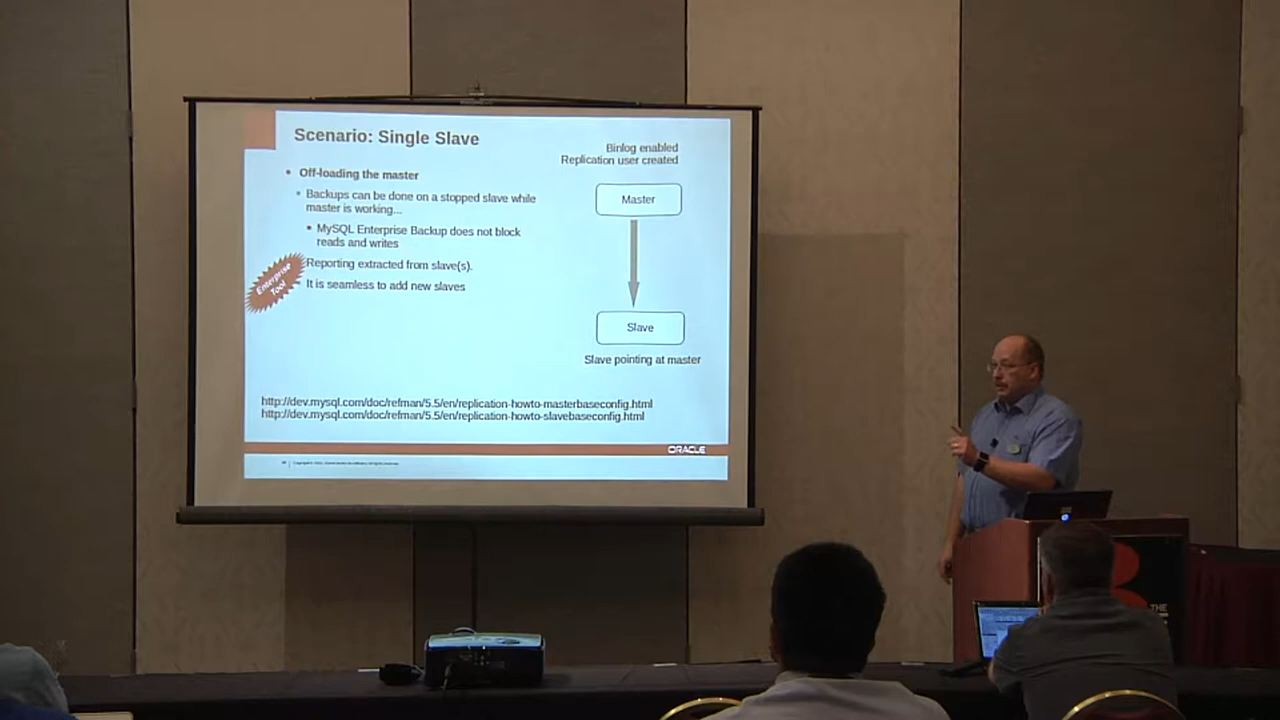 Scenario: Single Slave
Binlog enabled
Replication user created
Off-loading the master
Backups can be done on a stopped slave while
master is working...
MySQL Enterprise Backup does not block
reads and writes
Enterprise
Tool
Reporting extracted from slave(s).
It is seamless to add new slaves
Master
Slave
Slave pointing at master
http://dev.mysql.com/doc/refman/5.5/en/replication-howto-masterbaseconfig.html
http://dev.mysql.com/doc/refman/5.5/en/replication-howto-slavebaseconfig.html
ORACLE
THE